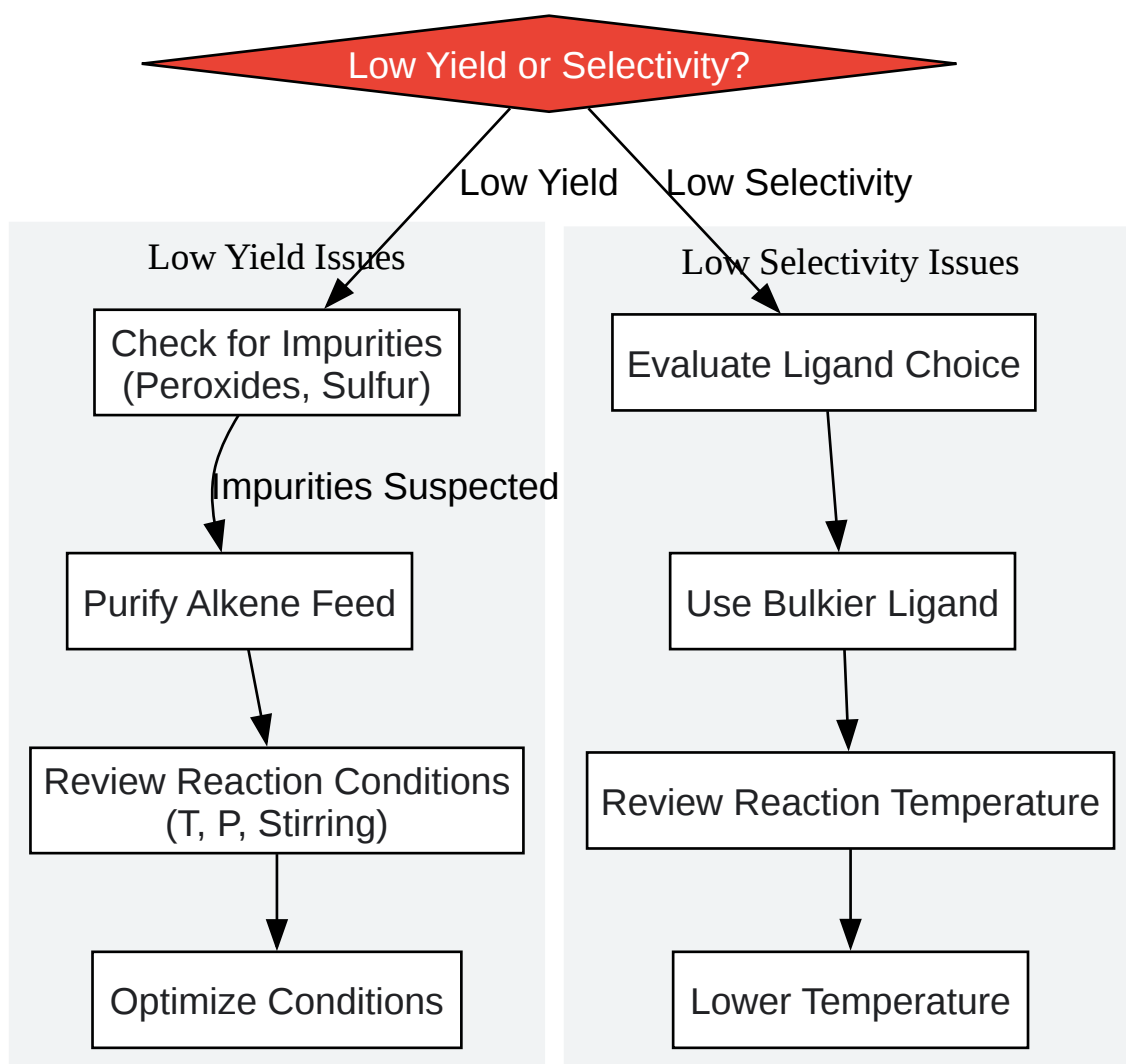 Low Yield or Selectivity?
Low Yield
Low Selectivity
Low Yield Issues
Check for Impurities
(Peroxides, Sulfur)
Impurities Suspected
Purify Alkene Feed
Review Reaction Conditions
(T, P, Stirring)
Optimize Conditions
Low Selectivity Issues
Evaluate Ligand Choice
Use Bulkier Ligand
Review Reaction Temperature
Lower Temperature